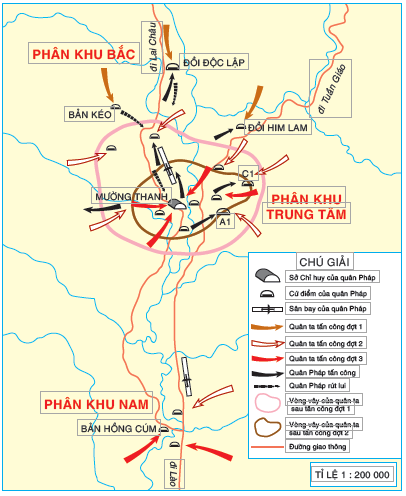 đi Lai Châu
PHÂN KHU BẮC
ĐỒI ĐỘC LẬP
đi Tuần Giáo
BẢN KÉO
ĐỒI HIM LAM
C1
MƯỜNG THANH
PHÂN KHU
TRUNG TÂM
A1
CHÚ GIẢI
Sở Chỉ huy của quân Pháp
Cứ điểm của quân Pháp
Sân bay của quân Pháp
Quân ta tấn công đợt 1
Quân ta tấn công đợt 2
Quân ta tấn công đợt 3
Quân Pháp tấn công
Quân Pháp rút lui
Vòng vây của quân ta
sau tấn công đợt 1
Vòng vây của quân ta
sau tấn công đợt 2
Đường giao thông
PHÂN KHU NAM
BẢN HỒNG CÚM
đi Lào
TỈ LỆ 1 : 200 000